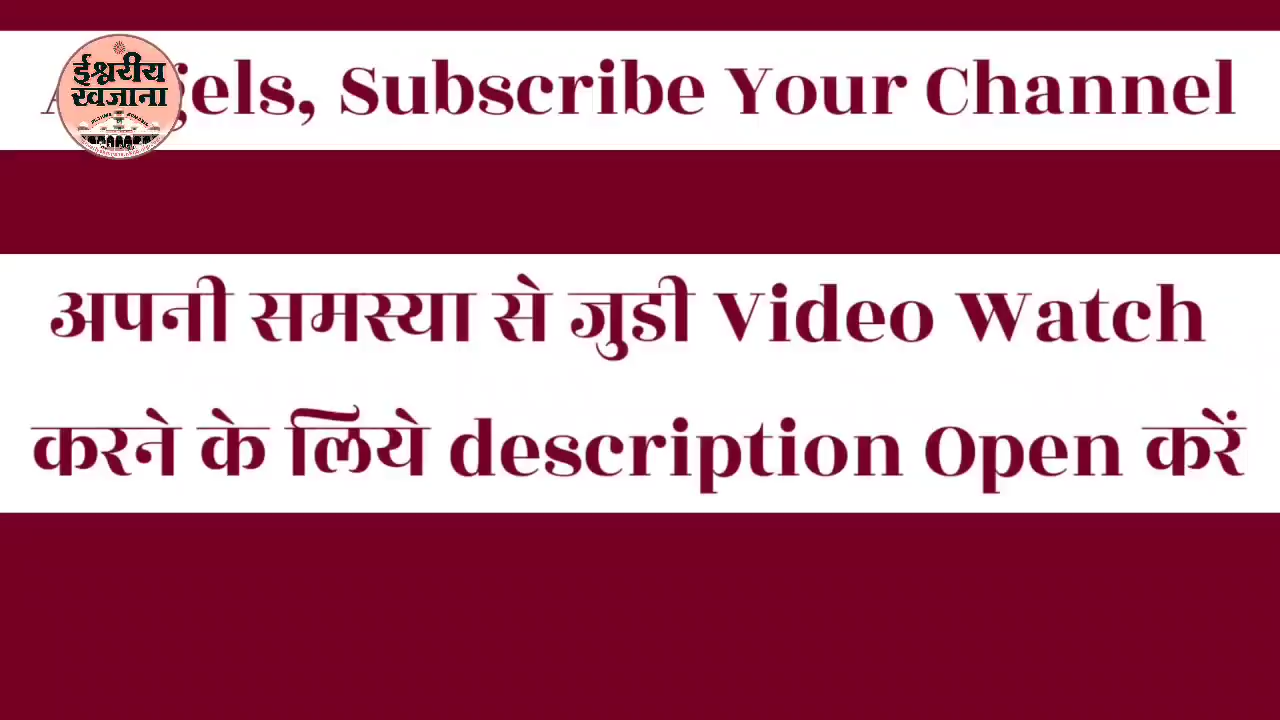 ईश्वरीय
खजाना
gels, Subscribe Your Channel
अपनी समस्या से जुडी Video Watch
करने के लिये description Open करें